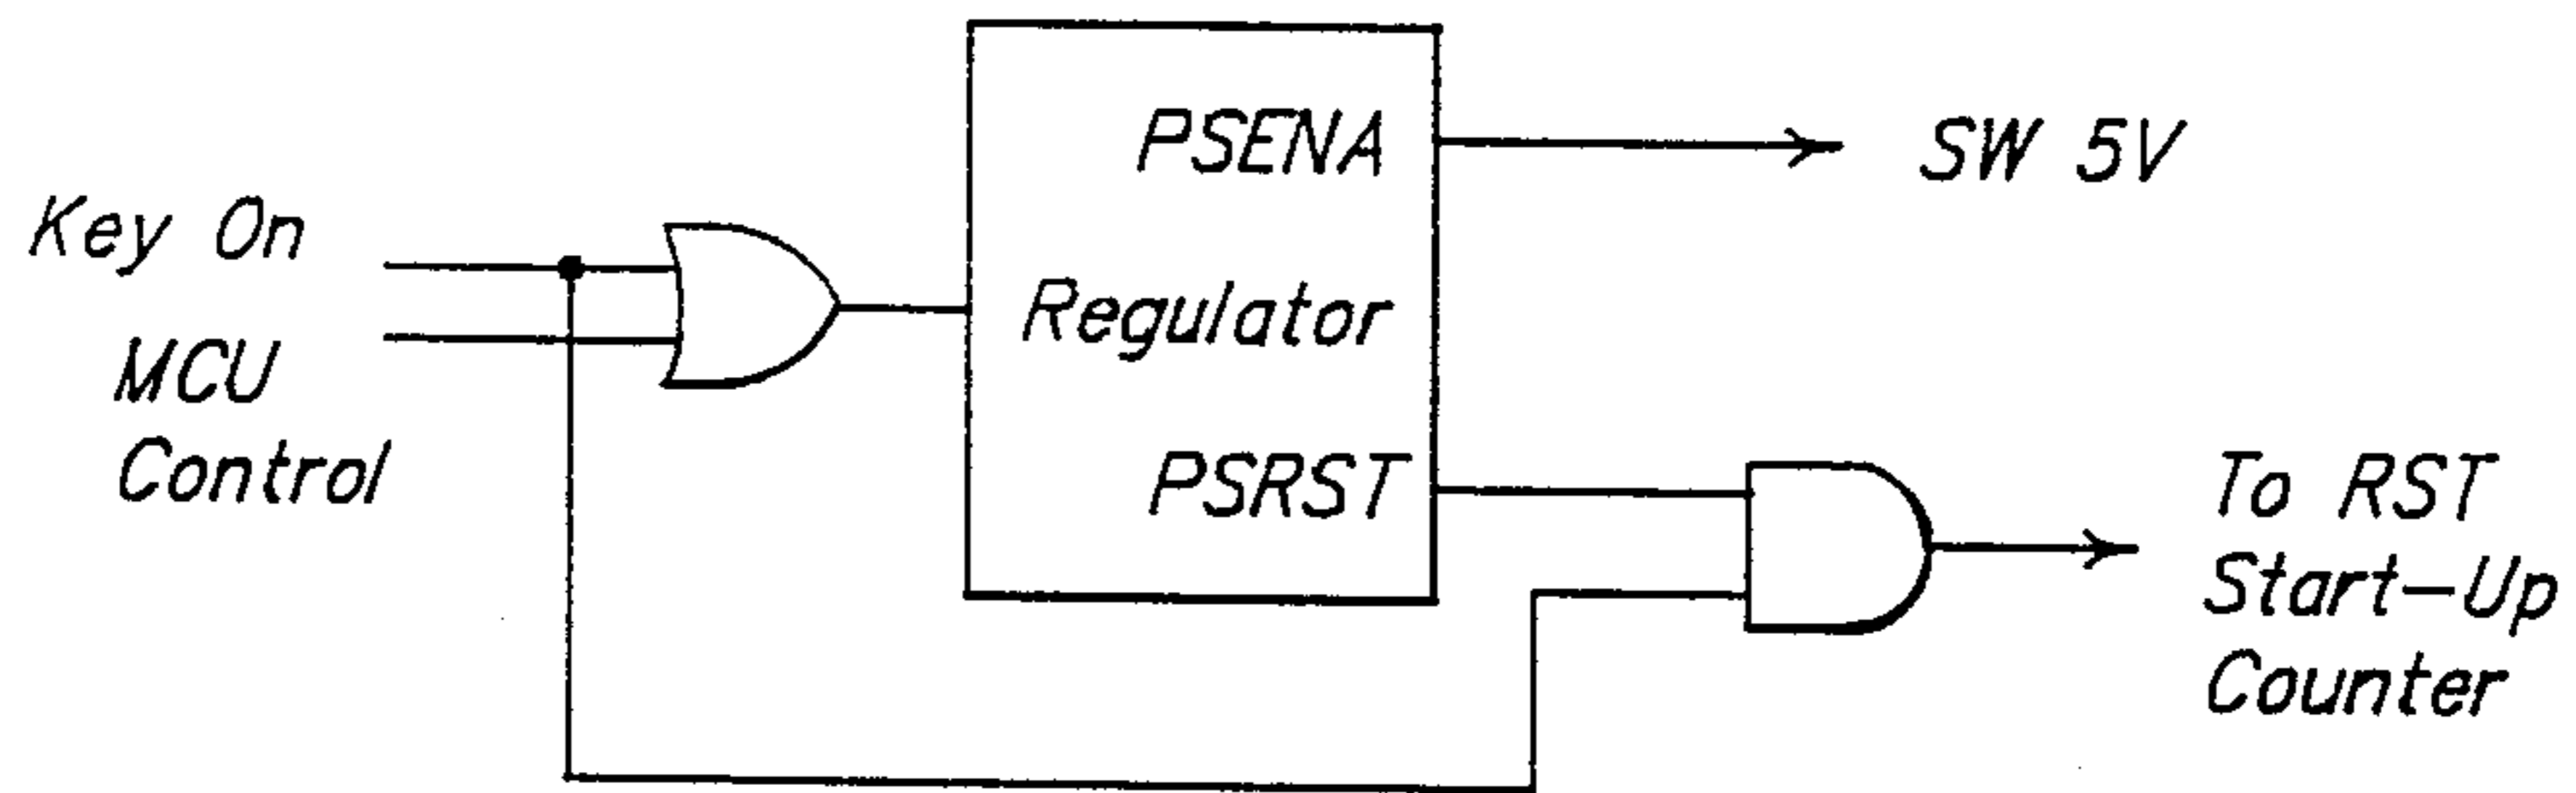 Key On
MCU
Control
PSENA
Regulator
PSRST
SW 5V
To RST
Start-Up
Counter